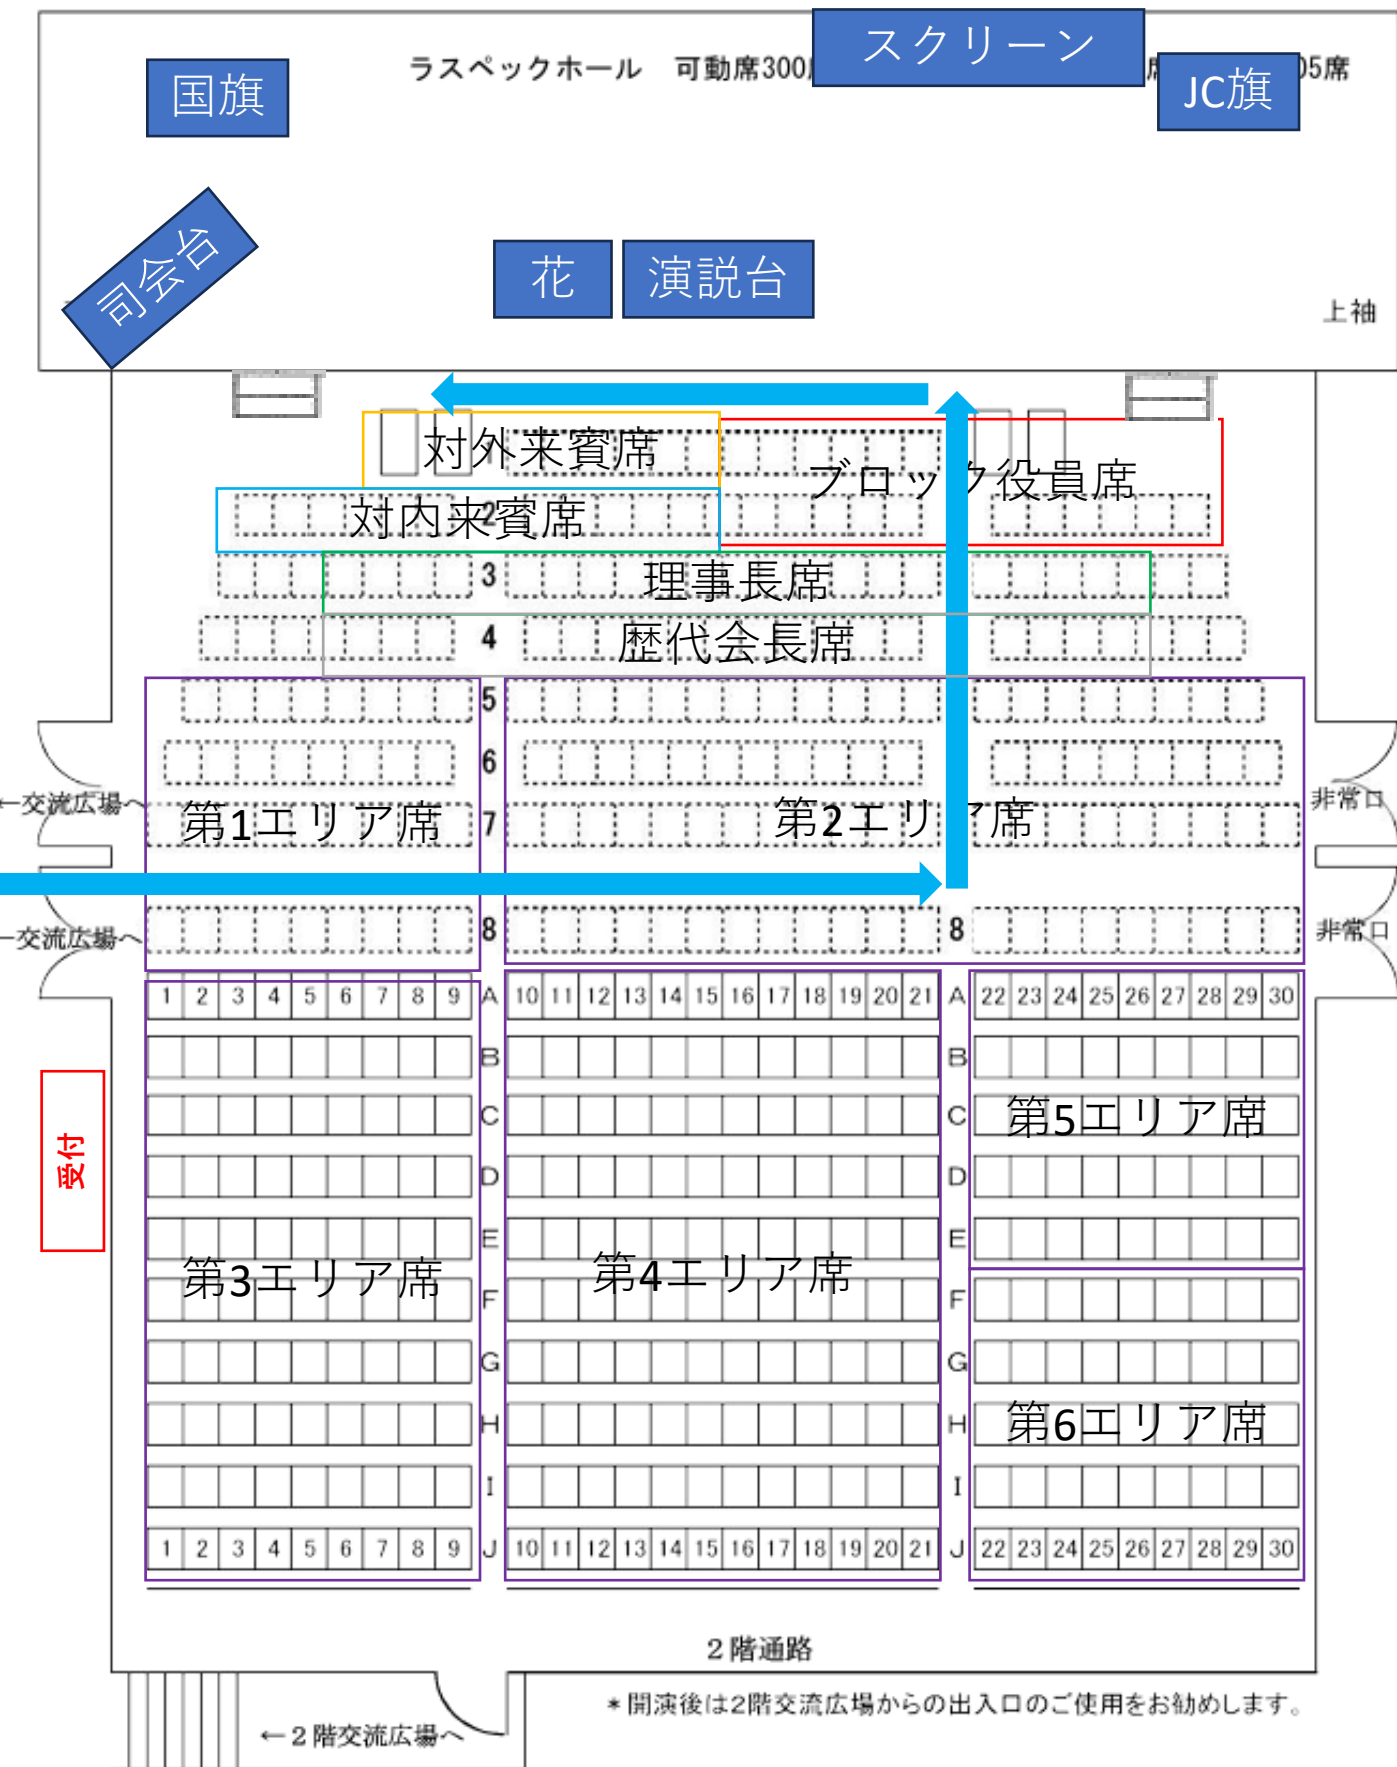 スクリーン
ラスペックホール 可動席300
05席
国旗
JC旗
司会台
花
演説台
上袖
対外来賓席
ブロック役員席
対内来賓席
2
3
理事長席
4
歴代会長席
5
6
←交流広場へ
第1エリア席
7
第2エリア席
非常口
←交流広場へ
8
8
非常口
1 2 3 4 5 6 7 8 9 A 10 11 12 13 14 15 16 17 18 19 20 21 A 22 23 24 25 26 27 28 29 30
B B
C C
第5エリア席
受付
D D
E E
第3エリア席
第4エリア席
F F
G G
H H
第6エリア席
I I
1 2 3 4 5 6 7 8 9 J 10 11 12 13 14 15 16 17 18 19 20 21 J 22 23 24 25 26 27 28 29 30
2階通路
*開演後は2階交流広場からの出入口のご使用をお勧めします。
←2階交流広場へ